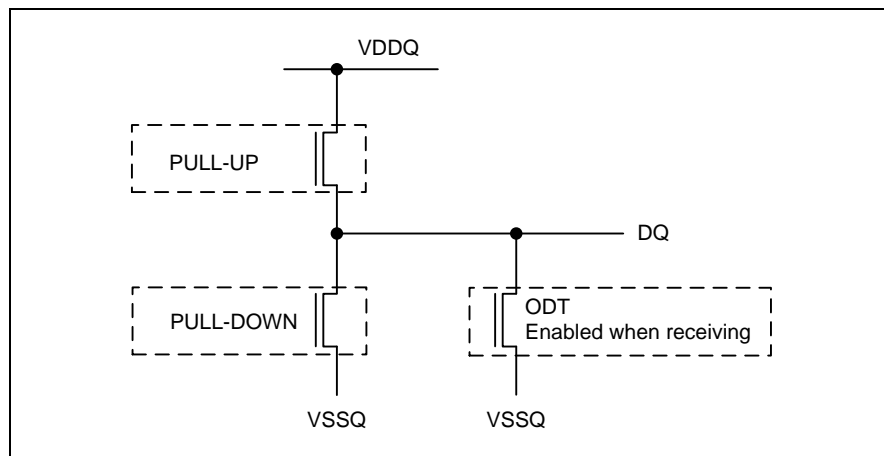 VDDQ
PULL-UP
DQ
PULL-DOWN
ODT
Enabled when receiving
VSSQ
VSSQ